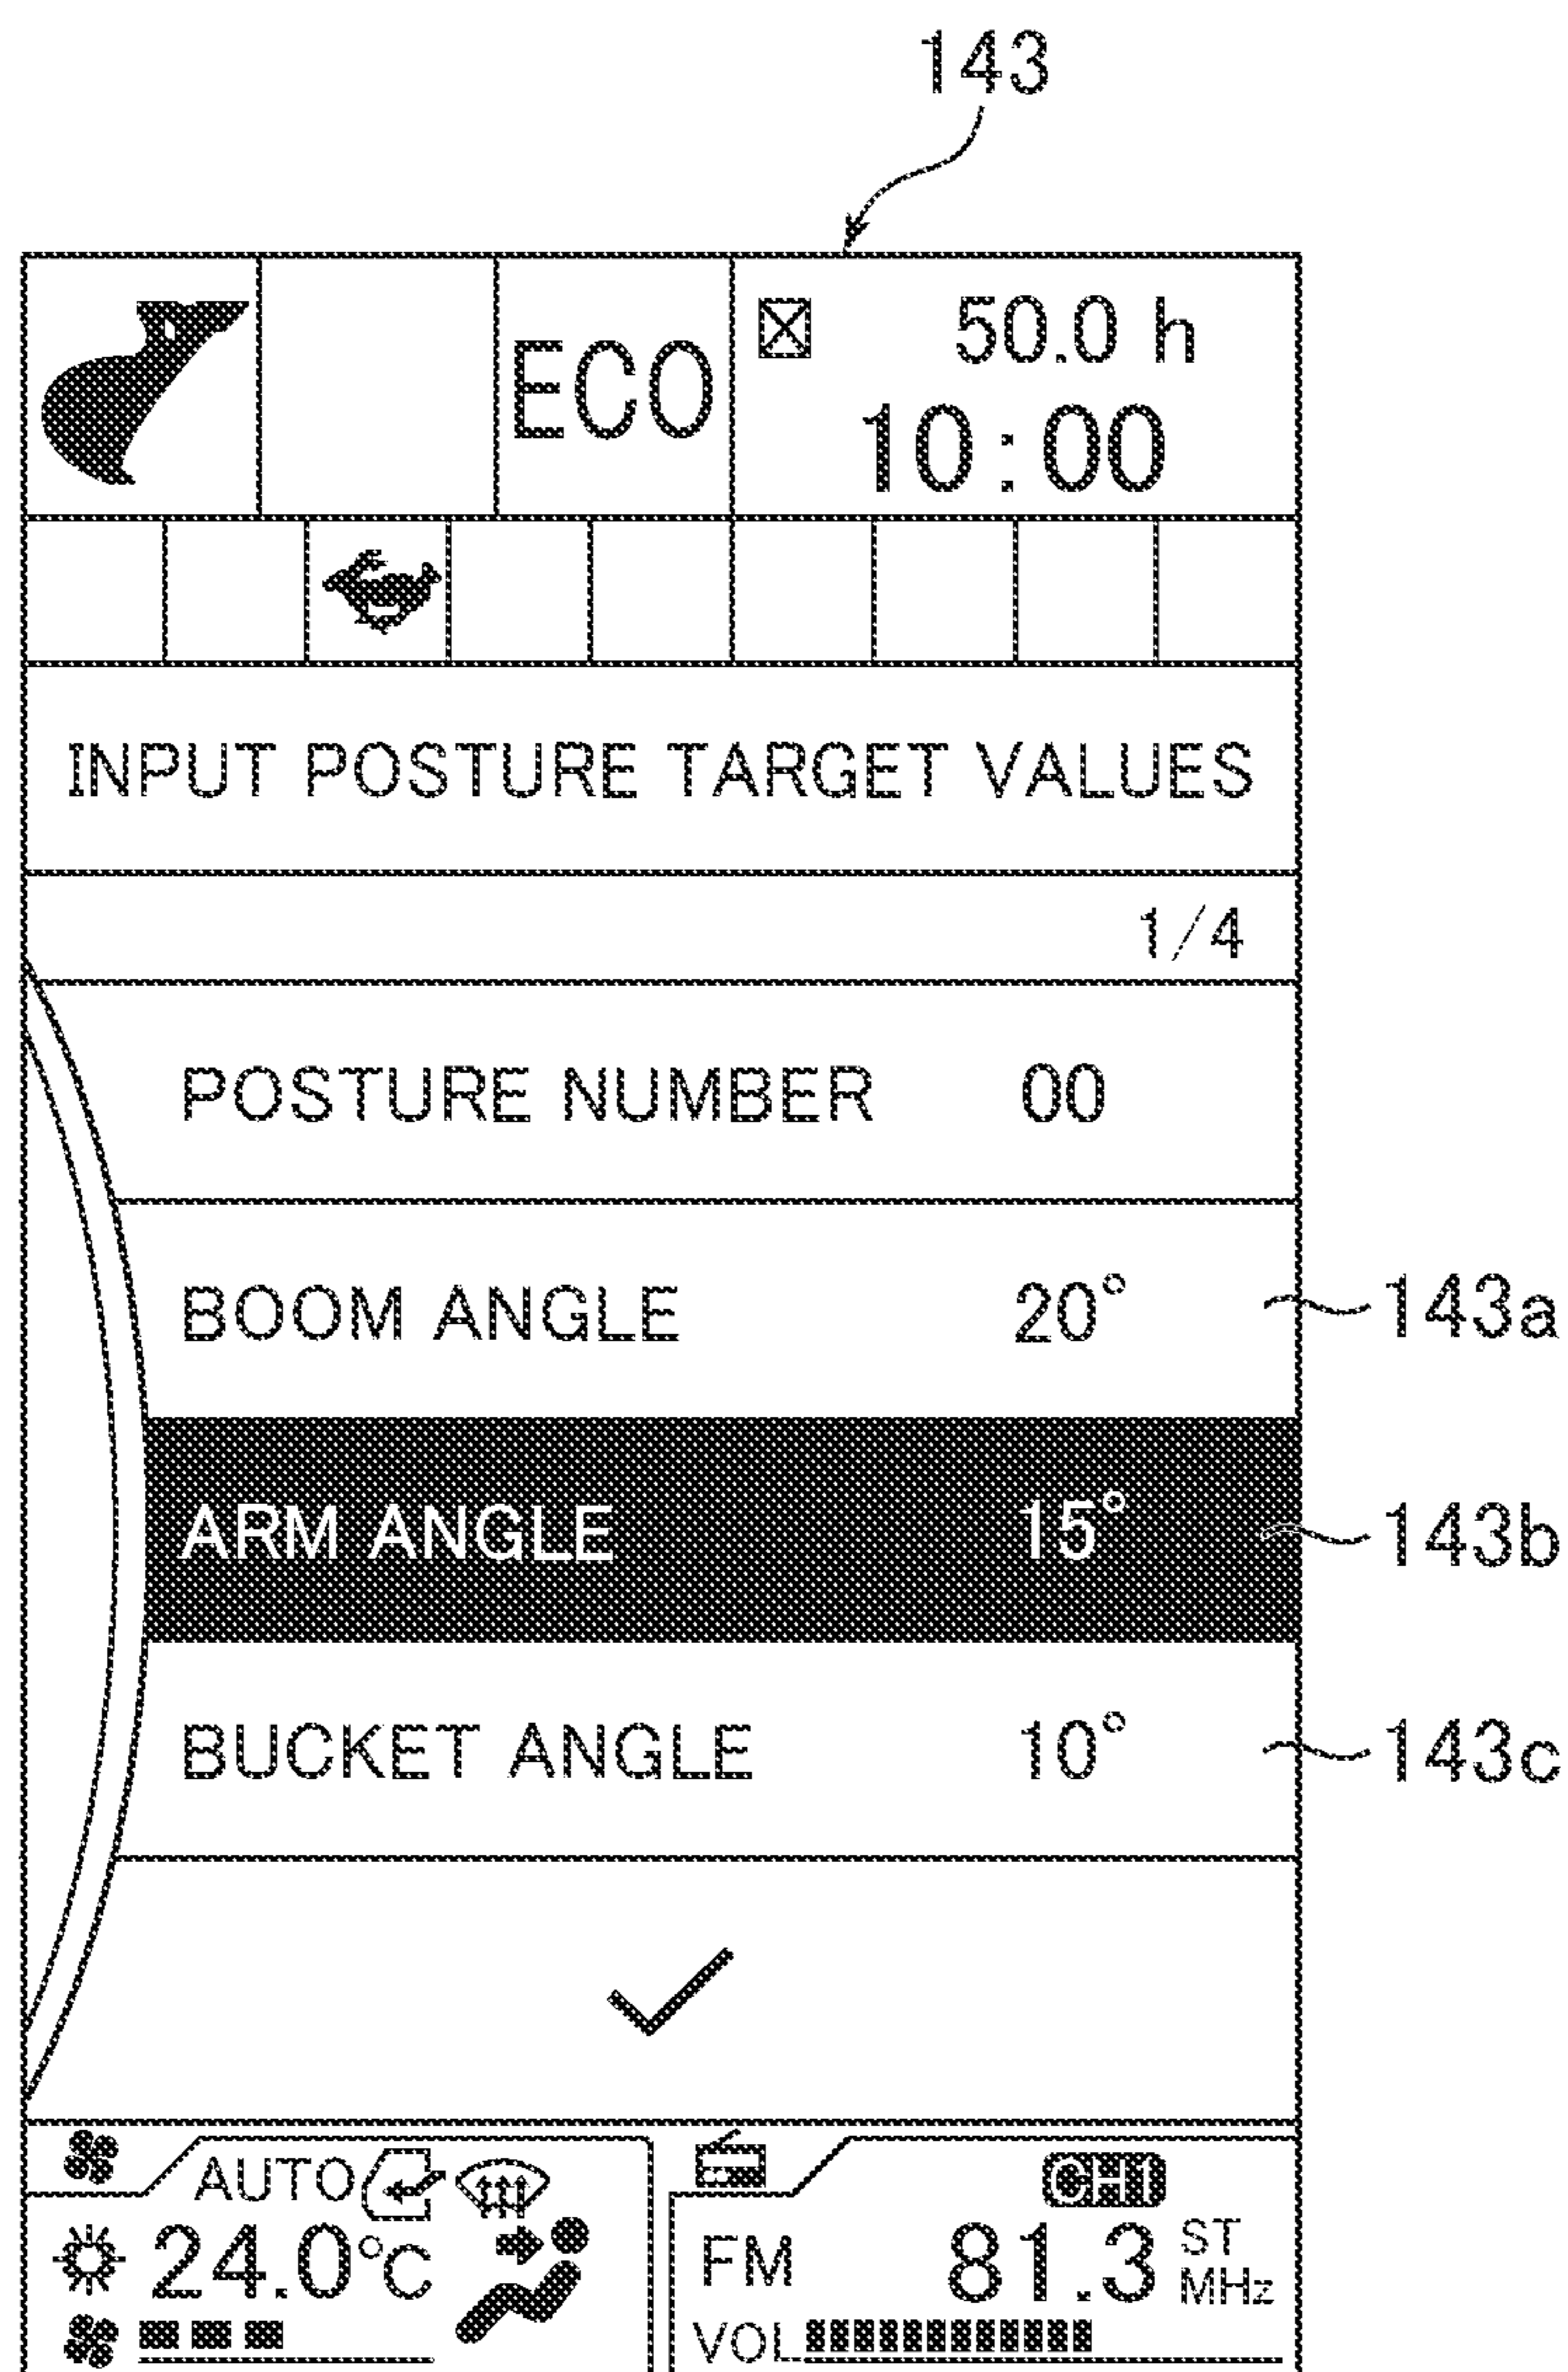 143
ECO
50.0 h
10:00
INPUT POSTURE TARGET VALUES
1/4
POSTURE NUMBER 00
BOOM ANGLE 20° 143a
ARM ANGLE 15° 143b
BUCKET ANGLE 10° 143c
AUTO
24.0℃
CH1
FM 81.3 ST
MHz
VOL